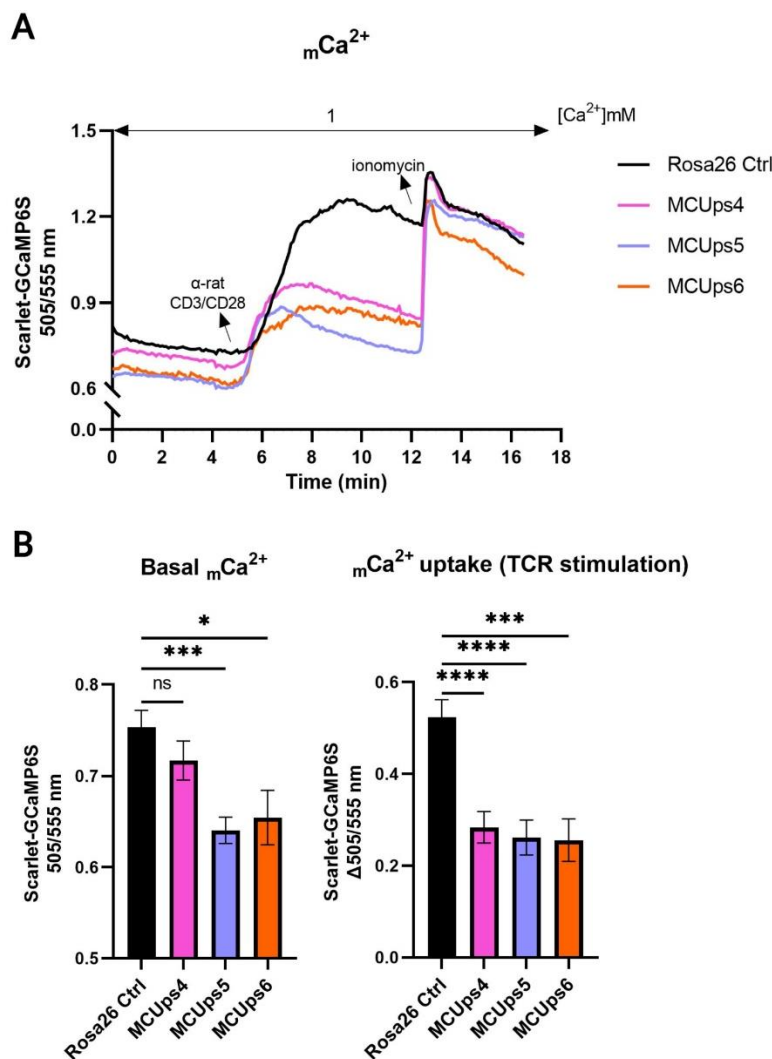 A
mCa2+
1
[Ca2+]mM
1.5
ionomycin
Rosa26 Ctrl
MCUps4
MCUps5
MCUps6
1.2
α-rat
CD3/CD28
0.9
0.6
0.0
Scarlet-GCaMP6S
505/555 nm
0 2 4 6 8 10 12 14 16 18
Time (min)
B
Basal mCa2+
*
***
ns
0.8
0.7
0.6
0.5
Scarlet-GCaMP6S
505/555 nm
Rosa26 Ctrl
MCUps4
MCUps5
MCUps6
mCa2+ uptake (TCR stimulation)
***
****
****
0.6
0.4
0.2
0.0
Scarlet-GCaMP6S
Δ505/555 nm
Rosa26 Ctrl
MCUps4
MCUps5
MCUps6